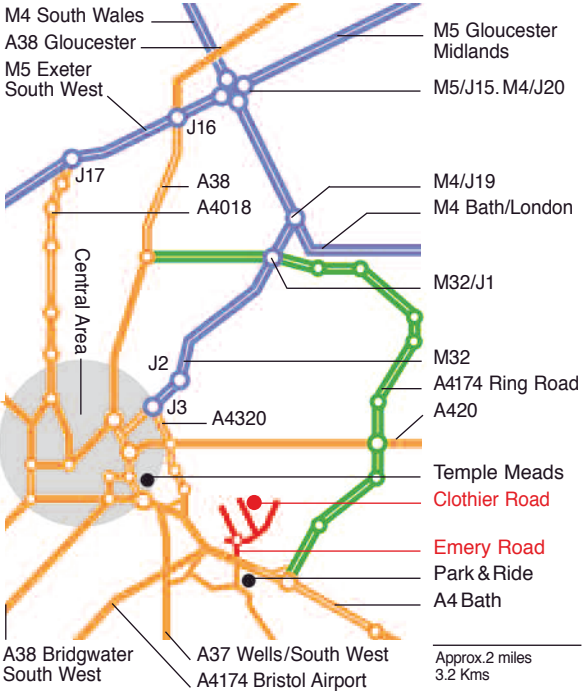 M4 South Wales
A38 Gloucester
M5 Exeter
South West
M5 Gloucester
Midlands
M5/J15. M4/J20
J16
J17
A38
A4018
M4/J19
M4 Bath/London
Central Area
M32/J1
J2
M32
J3
A4174 Ring Road
A4320
A420
Temple Meads
Clothier Road
Emery Road
Park & Ride
A4 Bath
A38 Bridgwater
South West
A37 Wells/South West
A4174 Bristol Airport
Approx.2 miles
3.2 Kms